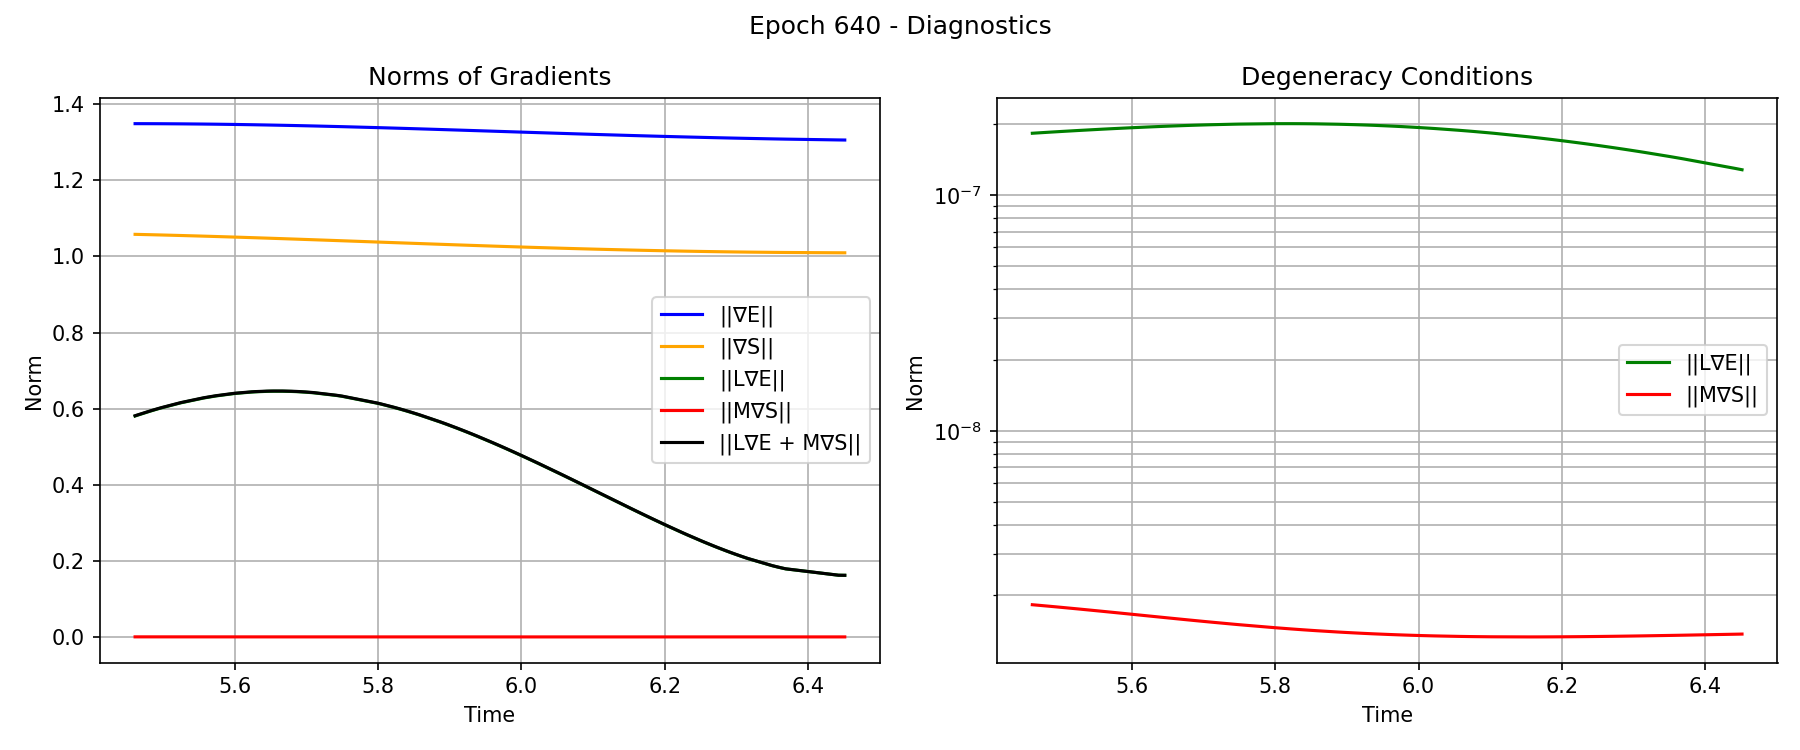 Epoch 640 - Diagnostics
Norms of Gradients
1.4
1.2
1.0
0.8
0.6
0.4
0.2
0.0
Norm
5.6 5.8 6.0 6.2 6.4
Time
||∇E||
||∇S||
||L∇E||
||M∇S||
||L∇E + M∇S||
Degeneracy Conditions
10⁻⁷
10⁻⁸
Norm
5.6 5.8 6.0 6.2 6.4
Time
||L∇E||
||M∇S||